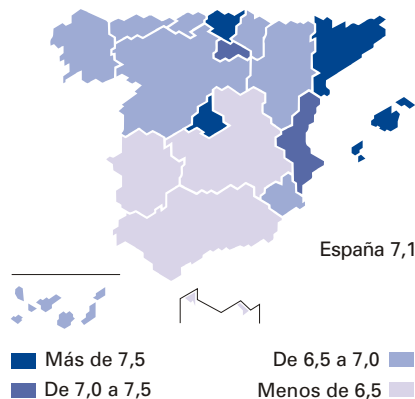 España 7,1
Más de 7,5
De 6,5 a 7,0
De 7,0 a 7,5
Menos de 6,5